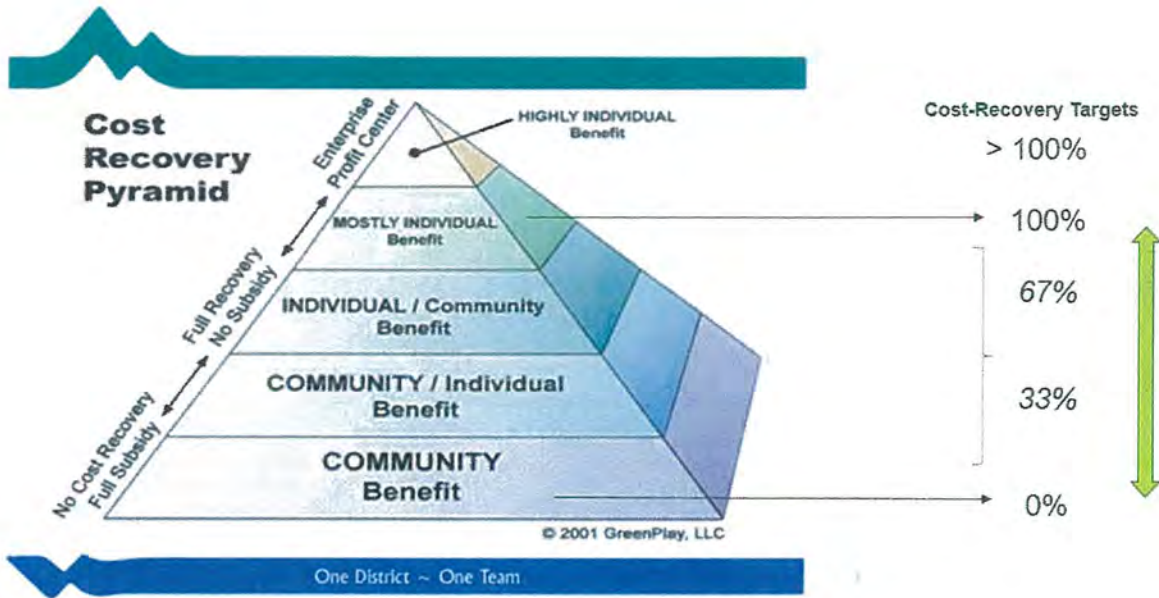 Cost
Recovery
Pyramid
Enterprise
Profit Center
Full Recovery
No Subsidy
No Cost Recovery
Full Subsidy
HIGHLY INDIVIDUAL
Benefit
MOSTLY INDIVIDUAL
Benefit
INDIVIDUAL / Community
Benefit
COMMUNITY / Individual
Benefit
COMMUNITY
Benefit
© 2001 GreenPlay, LLC
Cost-Recovery Targets
> 100%
100%
67%
33%
0%
One District ~ One Team